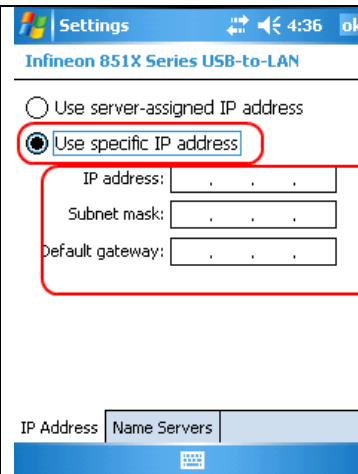 Settings 4:36 ok
Infineon 851X Series USB-to-LAN
Use server-assigned IP address
Use specific IP address
IP address: . . .
Subnet mask: . . .
Default gateway: . . .
IP Address Name Servers